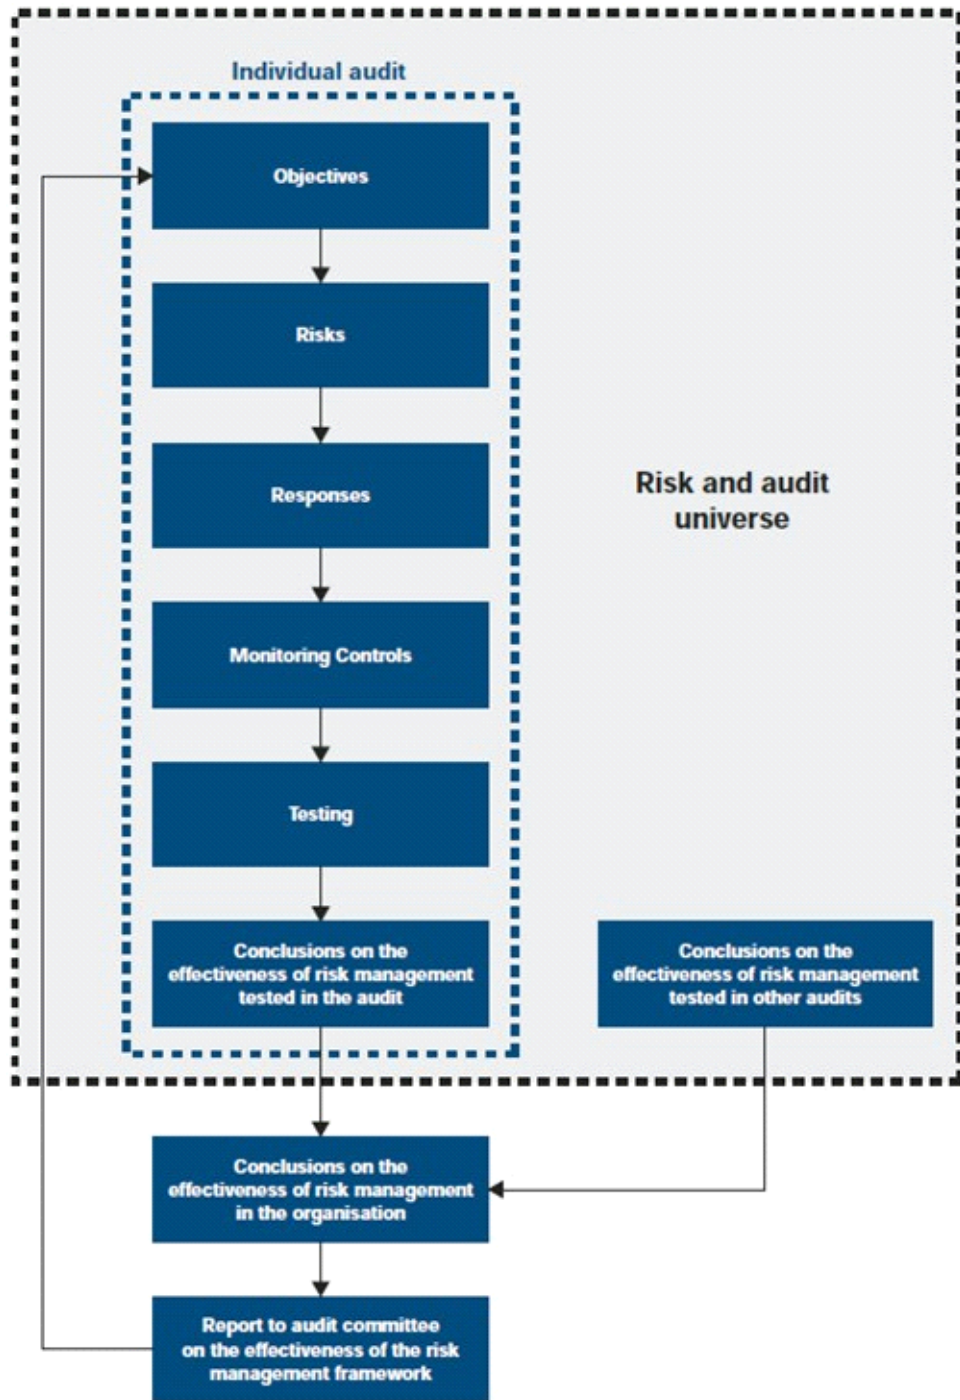 Individual audit
Objectives
Risks
Responses
Monitoring Controls
Testing
Conclusions on the
effectiveness of risk management
tested in the audit
Risk and audit
universe
Conclusions on the
effectiveness of risk management
tested in other audits
Conclusions on the
effectiveness of risk management
in the organisation
Report to audit committee
on the effectiveness of the risk
management framework